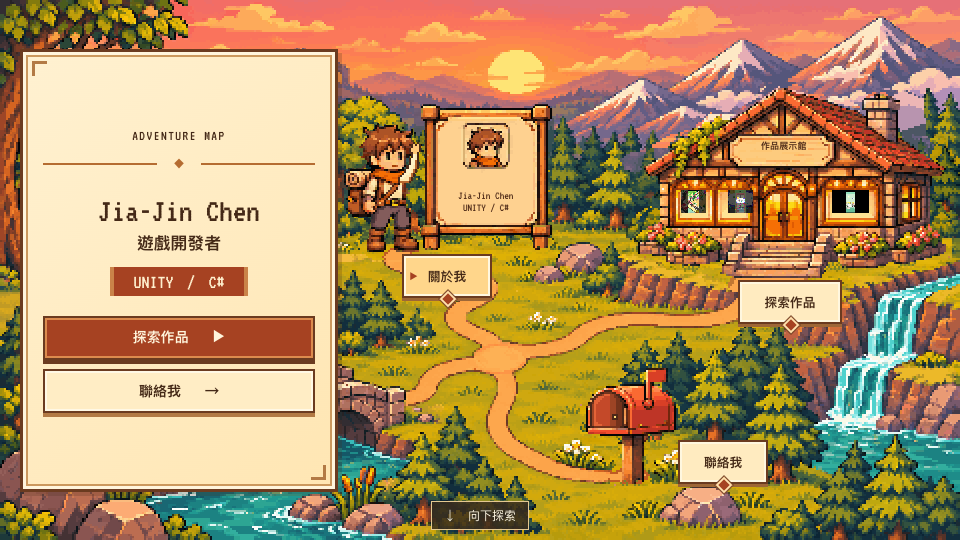 ADVENTURE MAP
Jia-Jin Chen
遊戲開發者
UNITY / C#
探索作品 ▶
聯絡我 →
Jia-Jin Chen
UNITY / C#
作品展示館
▶ 關於我
探索作品
聯絡我
↓ 向下探索